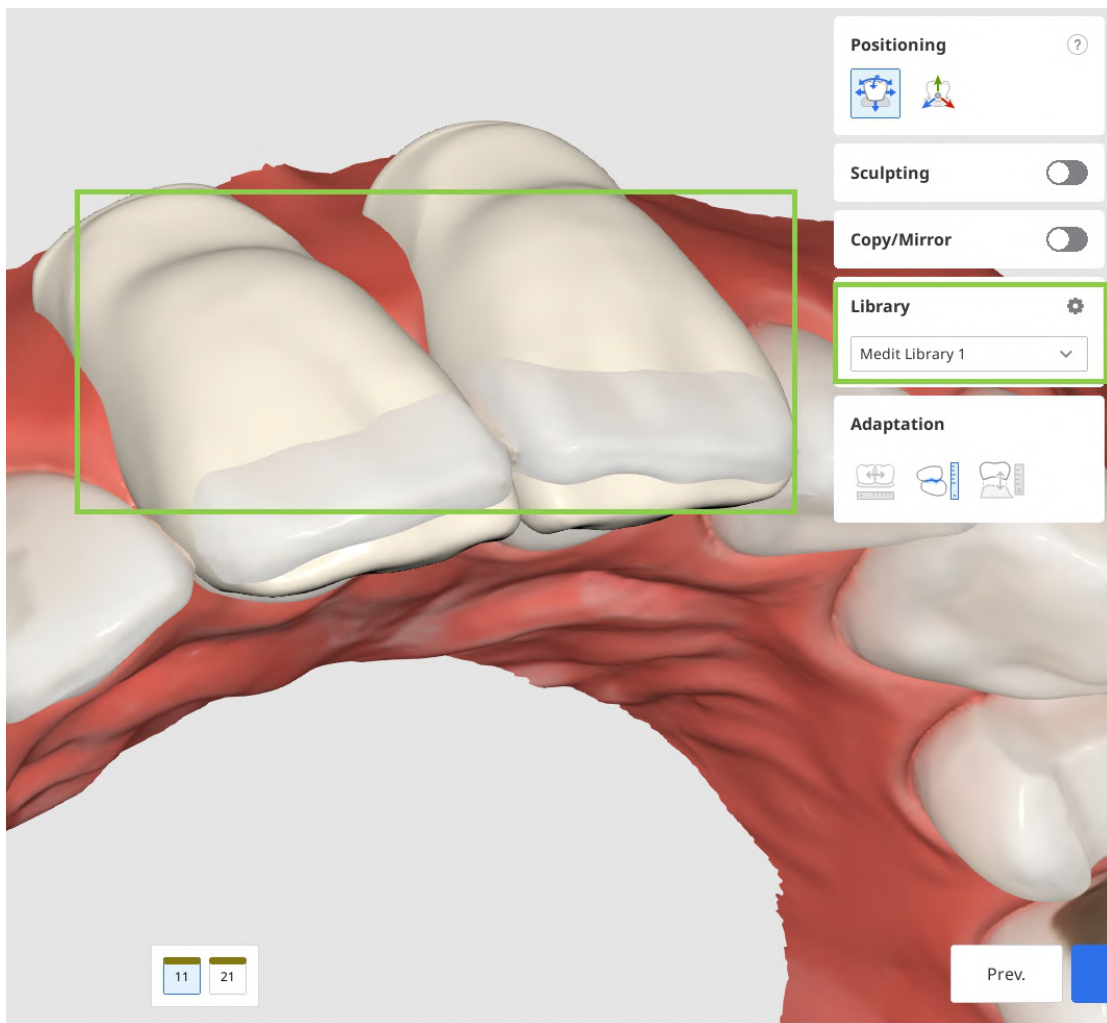 Positioning
?
Sculpting
Copy/Mirror
Library
Medit Library 1
Adaptation
11
21
Prev.